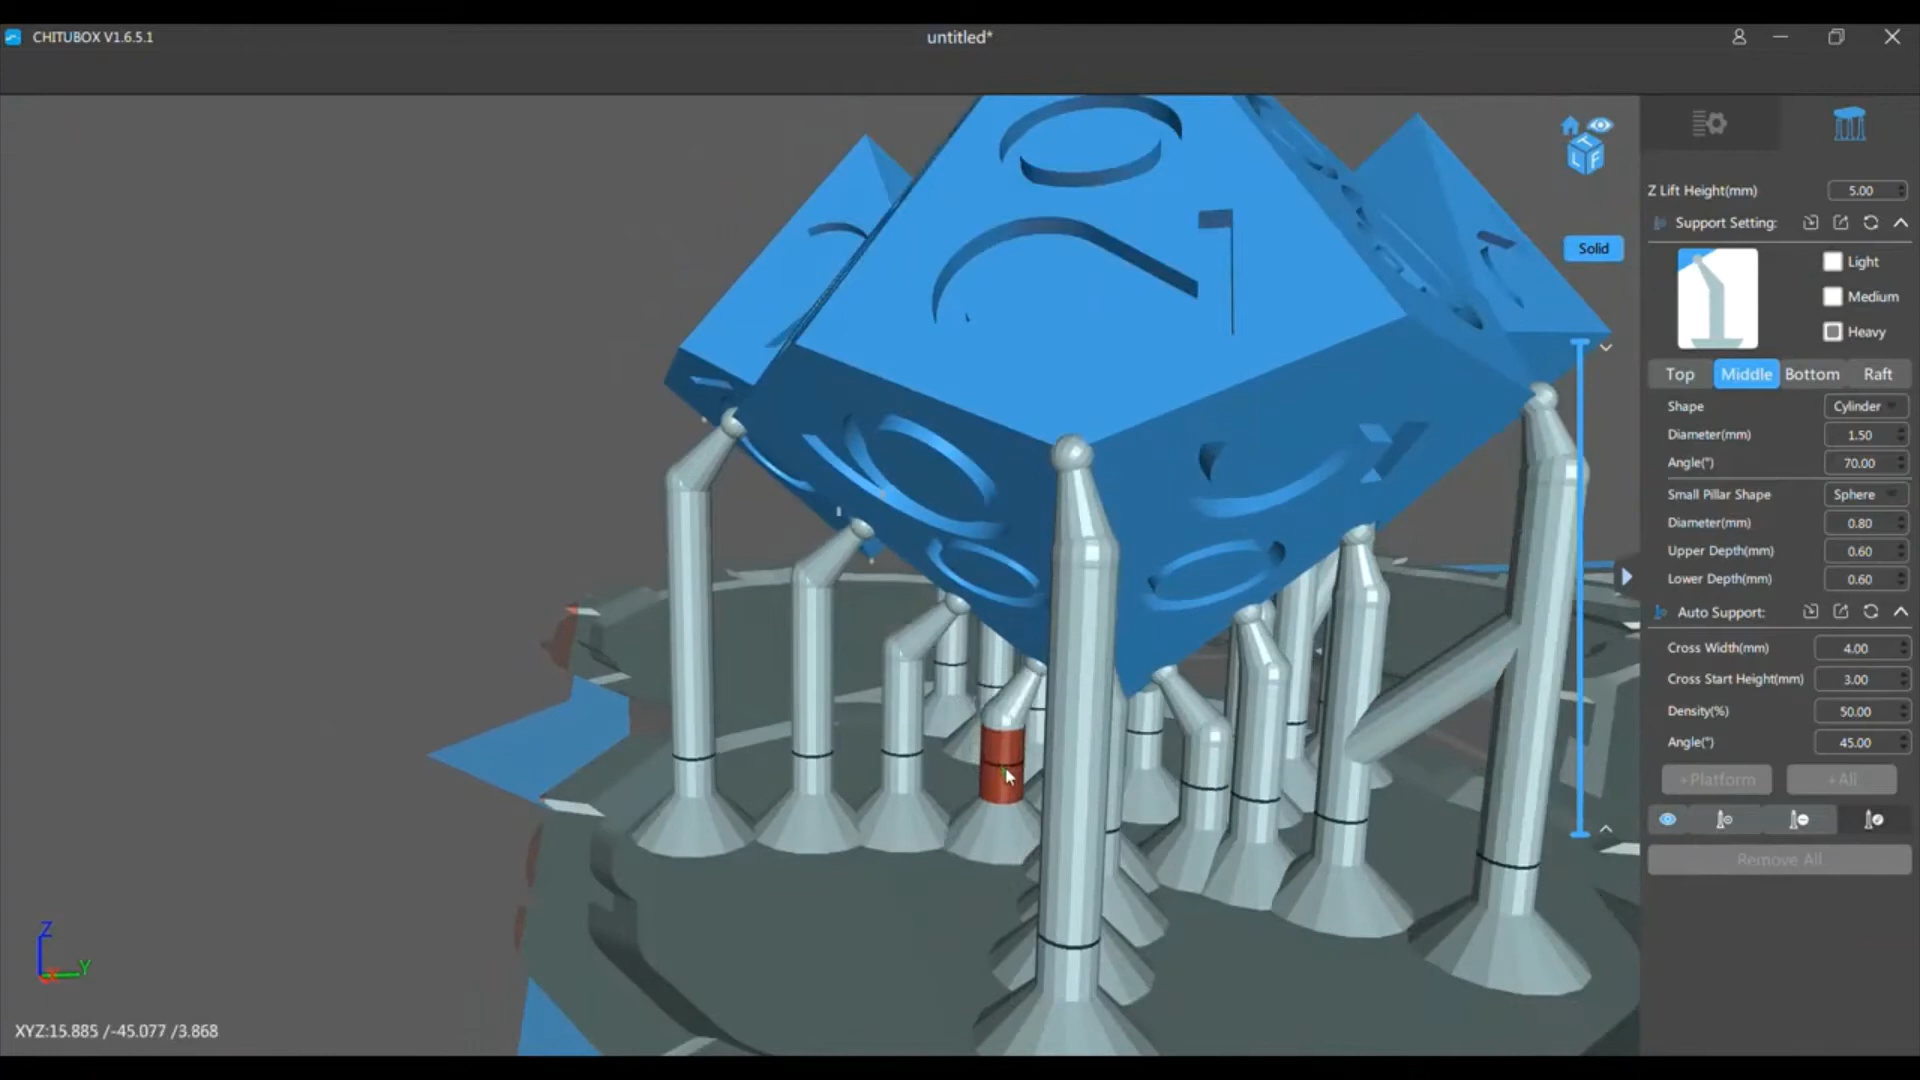 CHITUBOX V1.6.5.1
untitled*
Z Lift Height(mm) 5.00
Support Setting:
Light
Medium
Heavy
Top Middle Bottom Raft
Shape Cylinder
Diameter(mm) 1.50
Angle(°) 70.00
Small Pillar Shape Sphere
Diameter(mm) 0.80
Upper Depth(mm) 0.60
Lower Depth(mm) 0.60
Auto Support:
Cross Width(mm) 4.00
Cross Start Height(mm) 3.00
Density(%) 50.00
Angle(°) 45.00
+Platform +All
Remove All
Solid
T
L F
Z
X Y
XYZ:15.885 /-45.077 /3.868